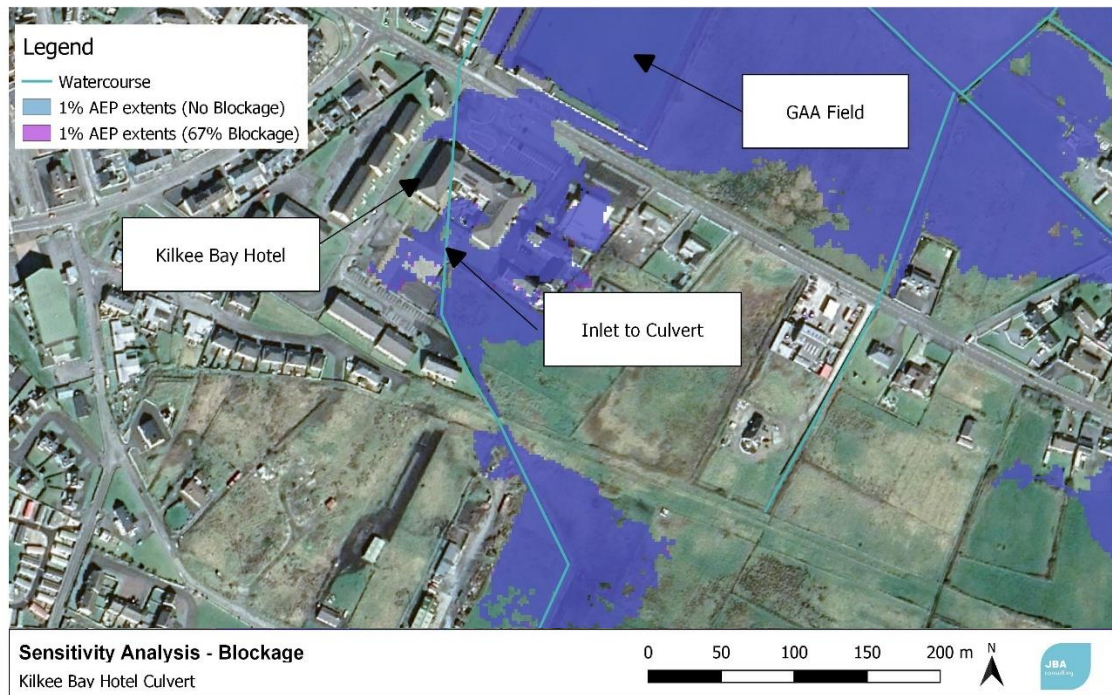 Legend
Watercourse
1% AEP extents (No Blockage)
1% AEP extents (67% Blockage)
GAA Field
Kilkee Bay Hotel
Inlet to Culvert
Sensitivity Analysis - Blockage
Kilkee Bay Hotel Culvert
0 50 100 150 200 m
N
JBA
consulting